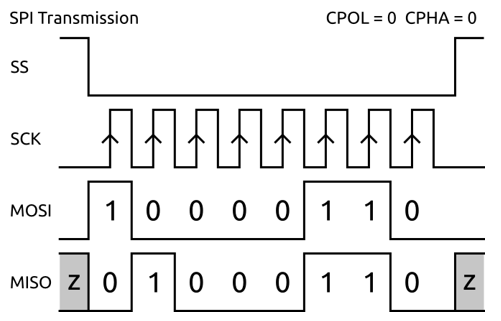 SPI Transmission CPOL = 0 CPHA = 0
SS
SCK
MOSI 1 0 0 0 0 1 1 0
MISO Z 0 1 0 0 0 1 1 0 Z